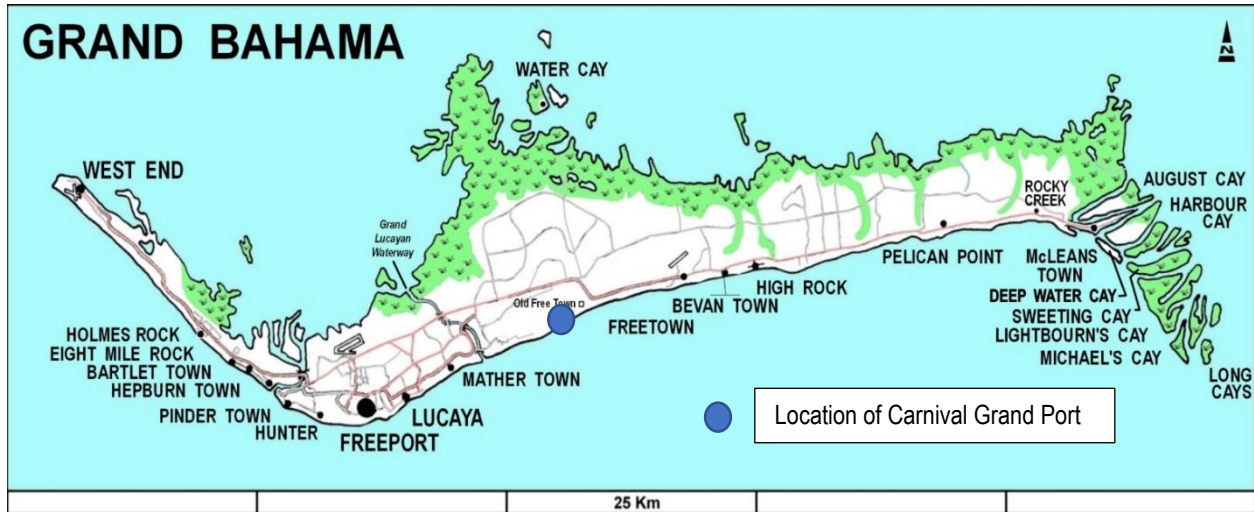 GRAND BAHAMA
N
WATER CAY
WEST END
Grand
Lucayan
Waterway
ROCKY
CREEK
AUGUST CAY
HARBOUR
CAY
PELICAN POINT
McLEANS
TOWN
HIGH ROCK
BEVAN TOWN
Old Free Town
FREETOWN
DEEP WATER CAY
SWEETING CAY
LIGHTBOURN'S CAY
MICHAEL'S CAY
LONG
CAYS
HOLMES ROCK
EIGHT MILE ROCK
BARTLET TOWN
HEPBURN TOWN
PINDER TOWN
HUNTER
FREEPORT
LUCAYA
MATHER TOWN
Location of Carnival Grand Port
25 Km